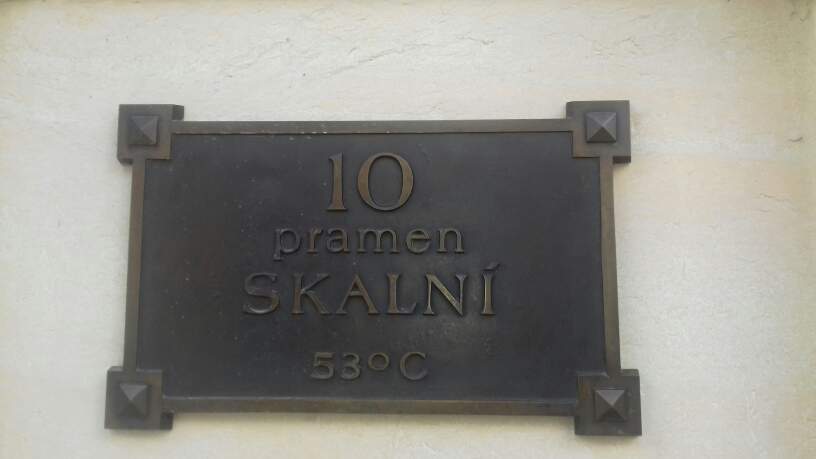 10
pramen
SKALNÍ
53°C